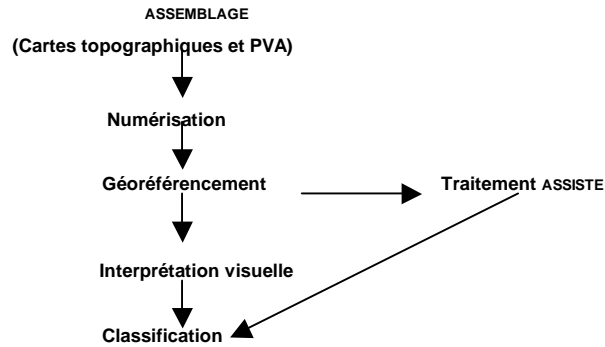 ASSEMBLAGE
(Cartes topographiques et PVA)
Numérisation
Géoréférencement
Traitement ASSISTE
Interprétation visuelle
Classification